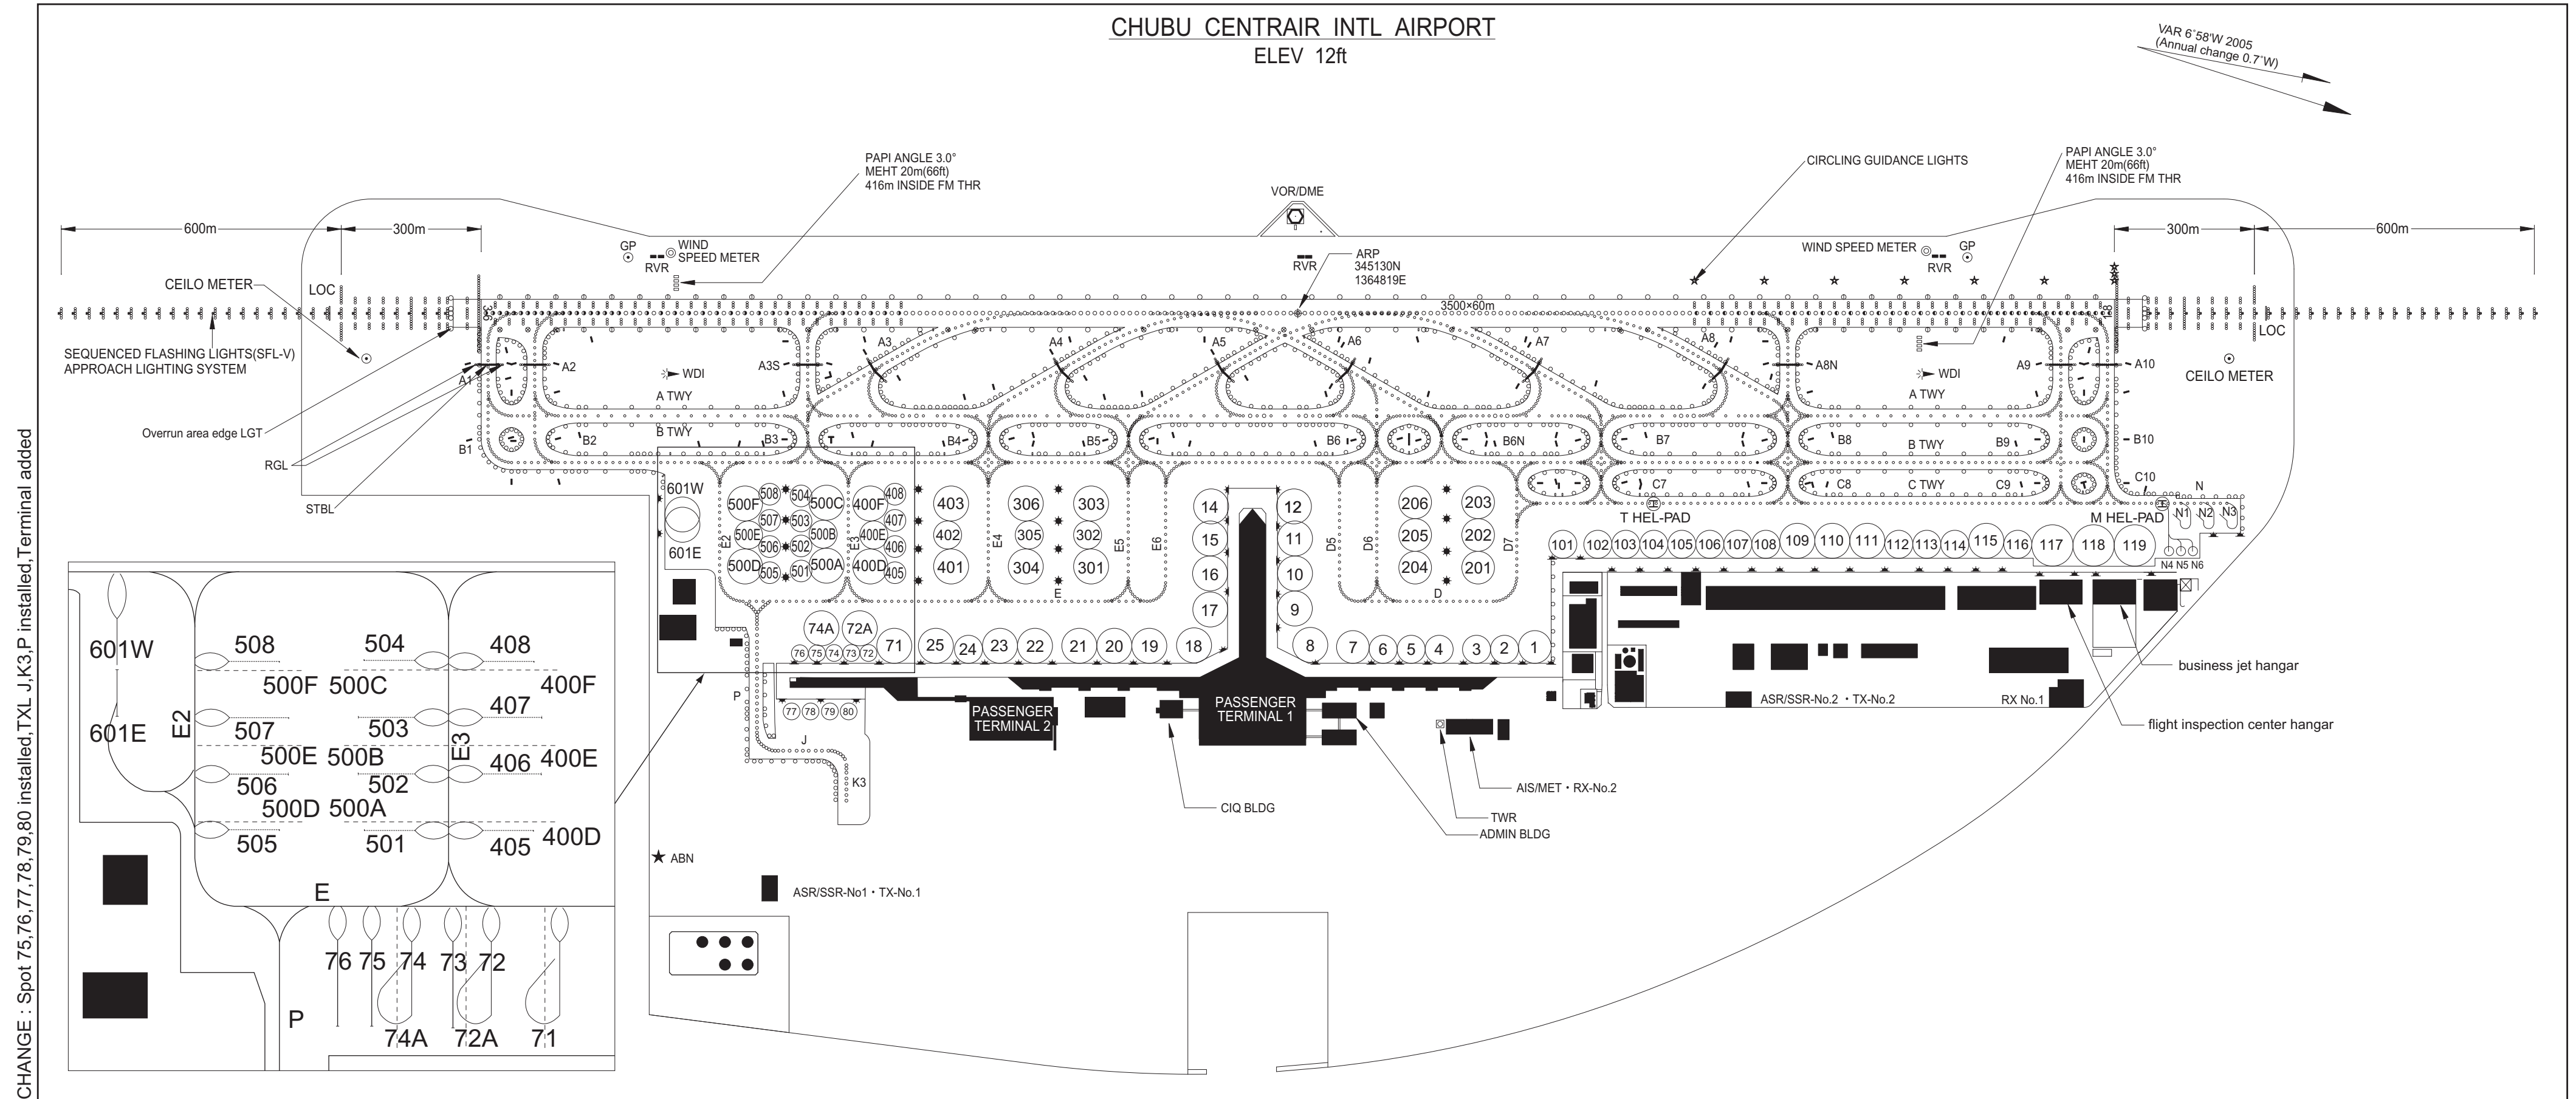 CHUBU CENTRAIR INTL AIRPORT
ELEV 12ft
VAR 6°58'W 2005
(Annual change 0.7'W)
PAPI ANGLE 3.0°
MEHT 20m(66ft)
416m INSIDE FM THR
VOR/DME
CIRCLING GUIDANCE LIGHTS
PAPI ANGLE 3.0°
MEHT 20m(66ft)
416m INSIDE FM THR
600m
300m
300m
600m
GP
WIND
SPEED METER
RVR
RVR
ARP
345130N
1364819E
WIND SPEED METER
GP
RVR
CEILO METER
LOC
36
3500×60m
18
LOC
SEQUENCED FLASHING LIGHTS(SFL-V)
APPROACH LIGHTING SYSTEM
A1
A2
A3S
A3
A4
A5
A6
A7
A8
A8N
A9
A10
WDI
WDI
CEILO METER
A TWY
A TWY
Overrun area edge LGT
RGL
STBL
B1
B2
B TWY
B3
B4
B5
B6
B6N
B7
B8
B TWY
B9
B10
C7
C8
C TWY
C9
C10
N
N1
N2
N3
T HEL-PAD
M HEL-PAD
H
H
601W
601E
E2
500F
508
504
500C
507
503
500E
500B
506
502
500D
505
501
500A
E3
400F
408
407
400E
406
400D
405
403
402
401
E4
306
305
304
303
302
301
E5
E6
E
14
15
16
17
12
11
10
9
D5
D6
206
205
204
203
202
201
D7
D
101
102
103
104
105
106
107
108
109
110
111
112
113
114
115
116
117
118
119
N4
N5
N6
74A
72A
76
75
74
73
72
71
25
24
23
22
21
20
19
18
8
7
6
5
4
3
2
1
77
78
79
80
P
J
K3
PASSENGER
TERMINAL 2
PASSENGER
TERMINAL 1
ASR/SSR-No.2・TX-No.2
RX No.1
business jet hangar
flight inspection center hangar
AIS/MET・RX-No.2
TWR
ADMIN BLDG
CIQ BLDG
ABN
ASR/SSR-No1・TX-No.1
601W
601E
E2
508
504
408
500F
500C
400F
507
503
407
500E
500B
E3
400E
506
502
406
500D
500A
400D
505
501
405
E
76
75
74
73
72
P
74A
72A
71
CHANGE : Spot 75,76,77,78,79,80 installed,TXL J,K3,P installed,Terminal added